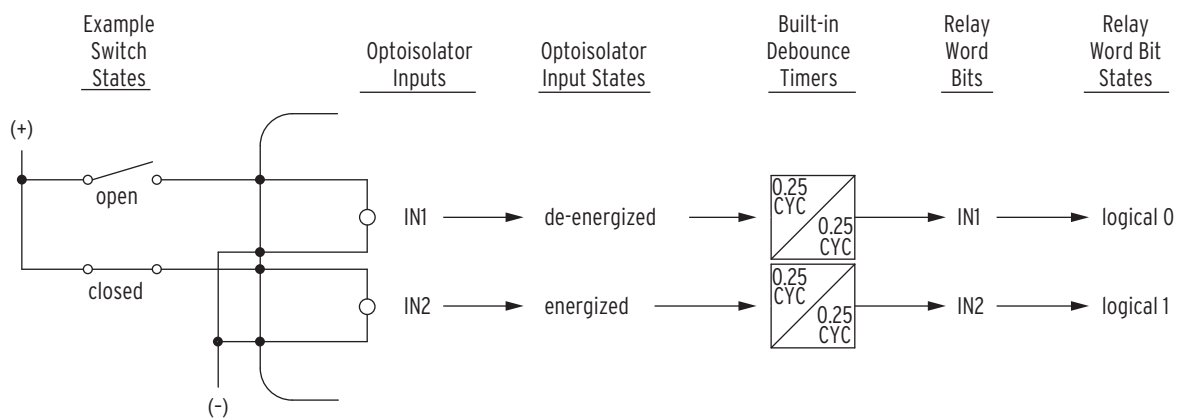 Example
Switch
States
Optoisolator
Inputs
Optoisolator
Input States
Built-in
Debounce
Timers
Relay
Word
Bits
Relay
Word Bit
States
(+)
open
IN1
de-energized
0.25
CYC
0.25
CYC
IN1
logical 0
closed
IN2
energized
0.25
CYC
0.25
CYC
IN2
logical 1
(-)